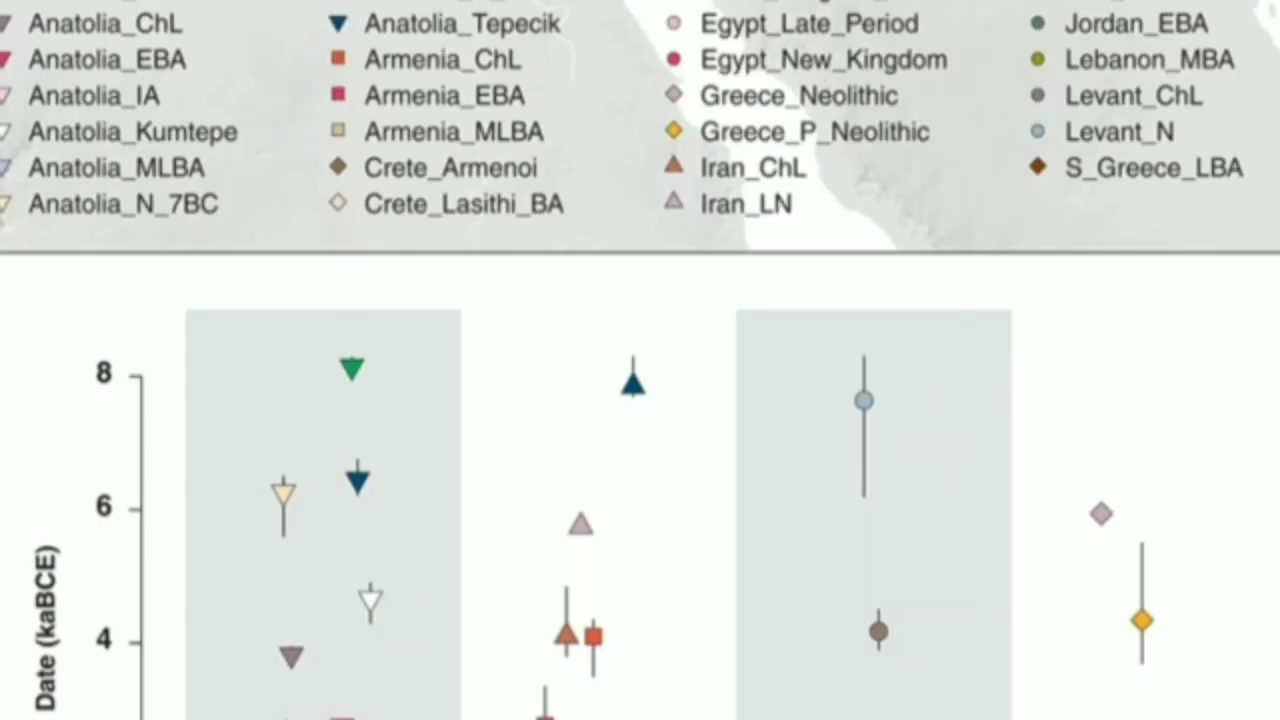 Anatolia_ChL Anatolia_Tepecik Egypt_Late_Period Jordan_EBA
Anatolia_EBA Armenia_ChL Egypt_New_Kingdom Lebanon_MBA
Anatolia_IA Armenia_EBA Greece_Neolithic Levant_ChL
Anatolia_Kumtepe Armenia_MLBA Greece_P_Neolithic Levant_N
Anatolia_MLBA Crete_Armenoi Iran_ChL S_Greece_LBA
Anatolia_N_7BC Crete_Lasithi_BA Iran_LN
8
6
4
Date (kaBCE)